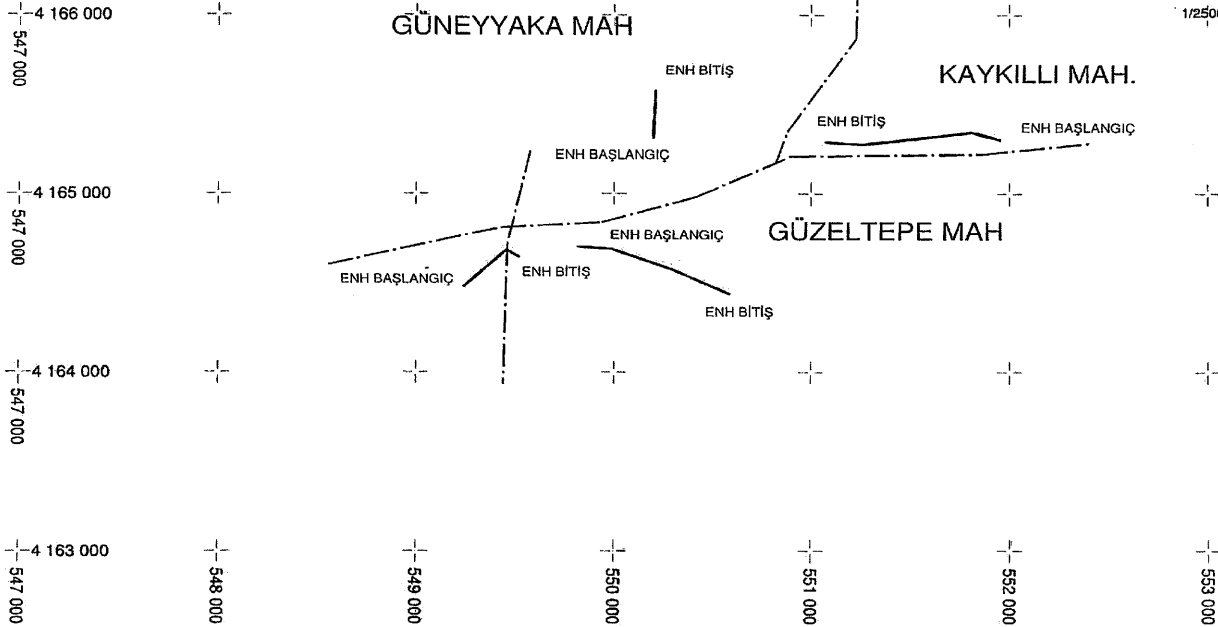 4 166 000
547 000
GÜNEYYAKA MAH
1/2500
ENH BİTİŞ
KAYKILLI MAH.
ENH BİTİŞ
ENH BAŞLANGIÇ
ENH BAŞLANGIÇ
4 165 000
547 000
ENH BAŞLANGIÇ
GÜZELTEPE MAH
ENH BAŞLANGIÇ
ENH BİTİŞ
ENH BİTİŞ
4 164 000
547 000
4 163 000
547 000
548 000
549 000
550 000
551 000
552 000
553 000